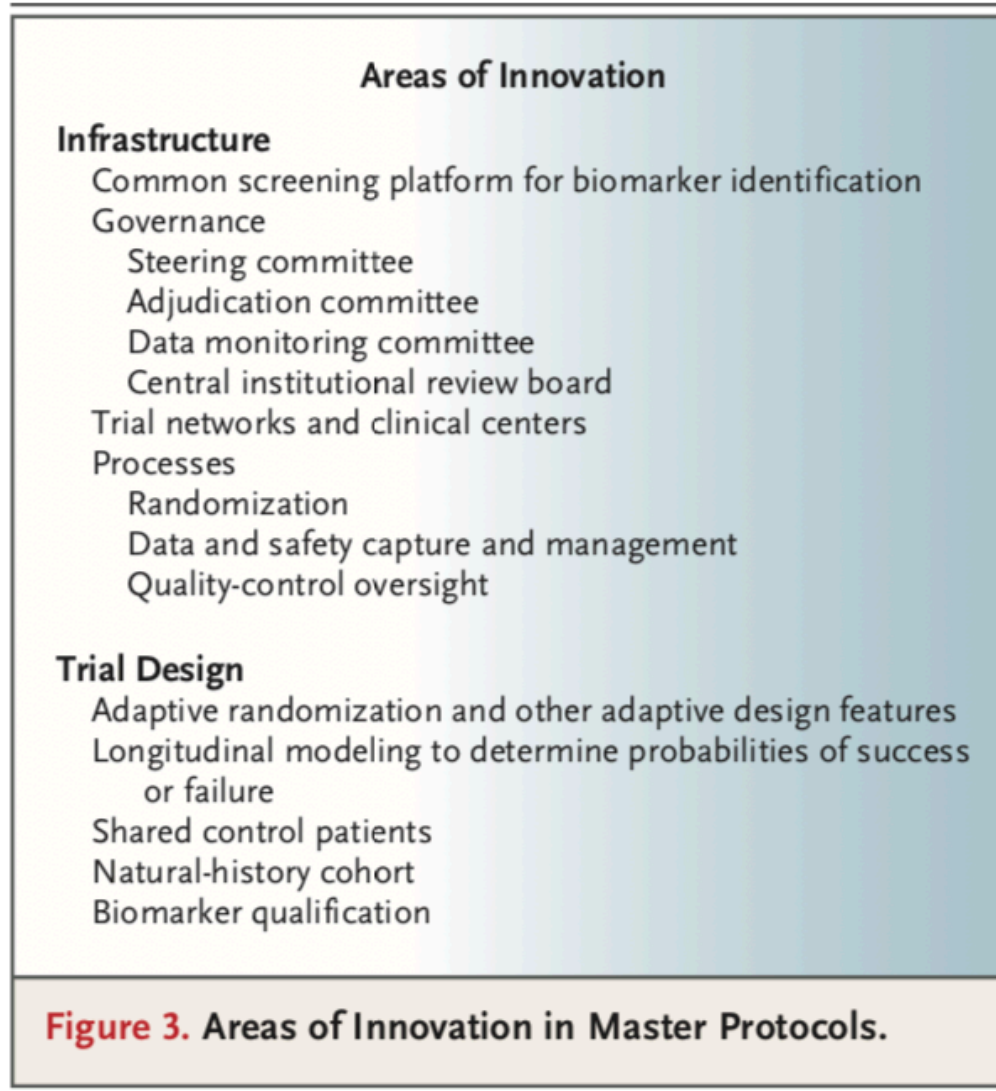 Areas of Innovation
Infrastructure
Common screening platform for biomarker identification
Governance
Steering committee
Adjudication committee
Data monitoring committee
Central institutional review board
Trial networks and clinical centers
Processes
Randomization
Data and safety capture and management
Quality-control oversight
Trial Design
Adaptive randomization and other adaptive design features
Longitudinal modeling to determine probabilities of success
or failure
Shared control patients
Natural-history cohort
Biomarker qualification
Figure 3. Areas of Innovation in Master Protocols.